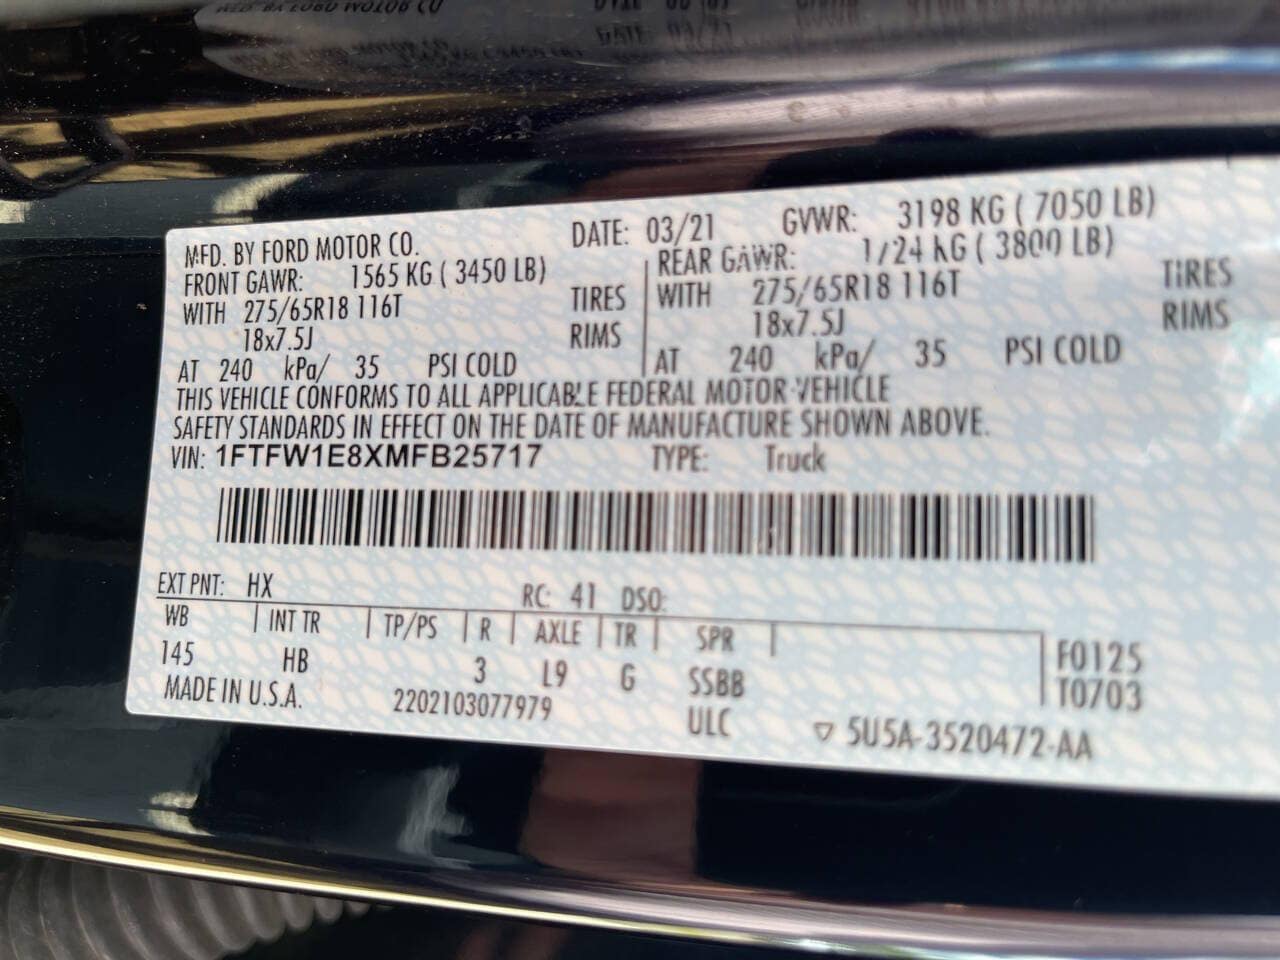 MFD. BY FORD MOTOR CO. DATE: 03/21 GVWR: 3198 KG ( 7050 LB)
FRONT GAWR: 1565 KG ( 3450 LB) REAR GAWR: 1724 KG ( 3800 LB)
WITH 275/65R18 116T TIRES WITH 275/65R18 116T TIRES
18x7.5J RIMS 18x7.5J RIMS
AT 240 kPa/ 35 PSI COLD AT 240 kPa/ 35 PSI COLD
THIS VEHICLE CONFORMS TO ALL APPLICABLE FEDERAL MOTOR VEHICLE
SAFETY STANDARDS IN EFFECT ON THE DATE OF MANUFACTURE SHOWN ABOVE.
VIN: 1FTFW1E8XMFB25717 TYPE: Truck
EXT PNT: HX RC: 41 DSO:
WB INT TR TP/PS R AXLE TR SPR
145 HB 3 L9 G SSBB F0125
MADE IN U.S.A. 2202103077979 ULC T0703
▽ 5U5A-3520472-AA